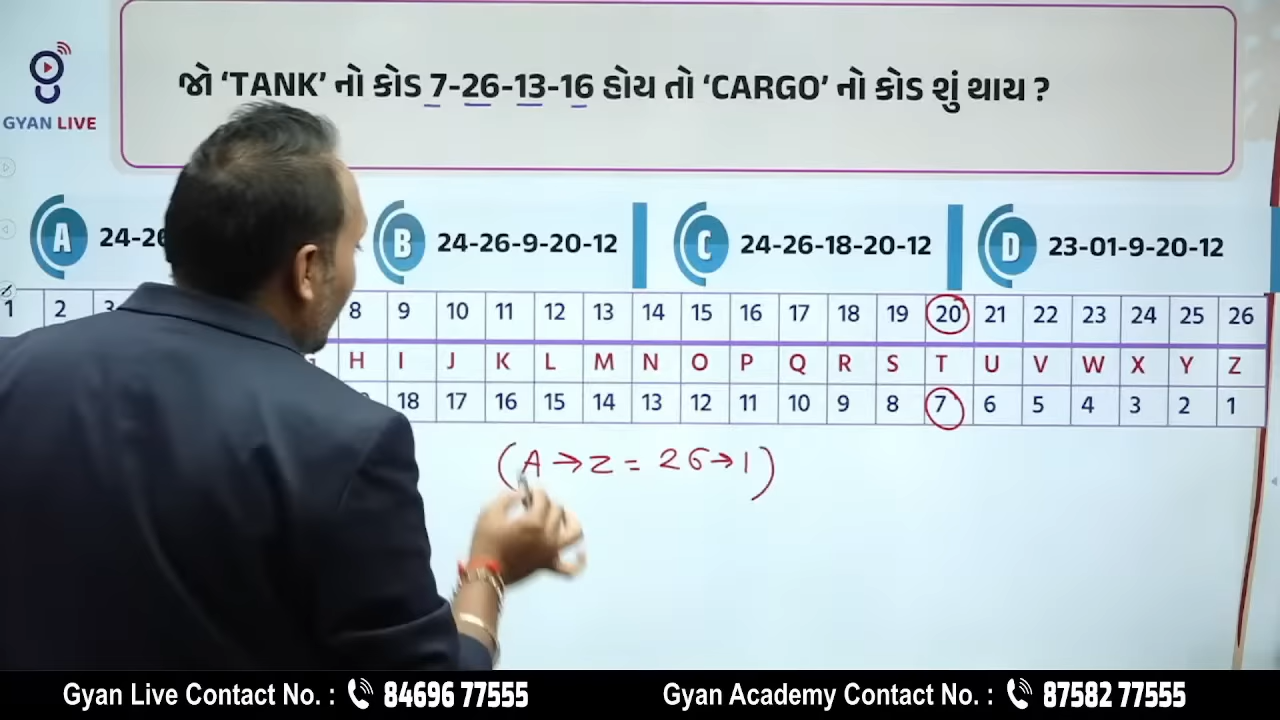 GYAN LIVE
જો ‘TANK’ નો કોડ 7-26-13-16 હોય તો ‘CARGO’ નો કોડ શું થાય ?
A
B 24-26-9-20-12
C 24-26-18-20-12
D 23-01-9-20-12
1 2 8 9 10 11 12 13 14 15 16 17 18 19 20 21 22 23 24 25 26
H I J K L M N O P Q R S T U V W X Y Z
18 17 16 15 14 13 12 11 10 9 8 7 6 5 4 3 2 1
(A → Z = 26 → 1)
Gyan Live Contact No. : 84696 77555
Gyan Academy Contact No. : 87582 77555